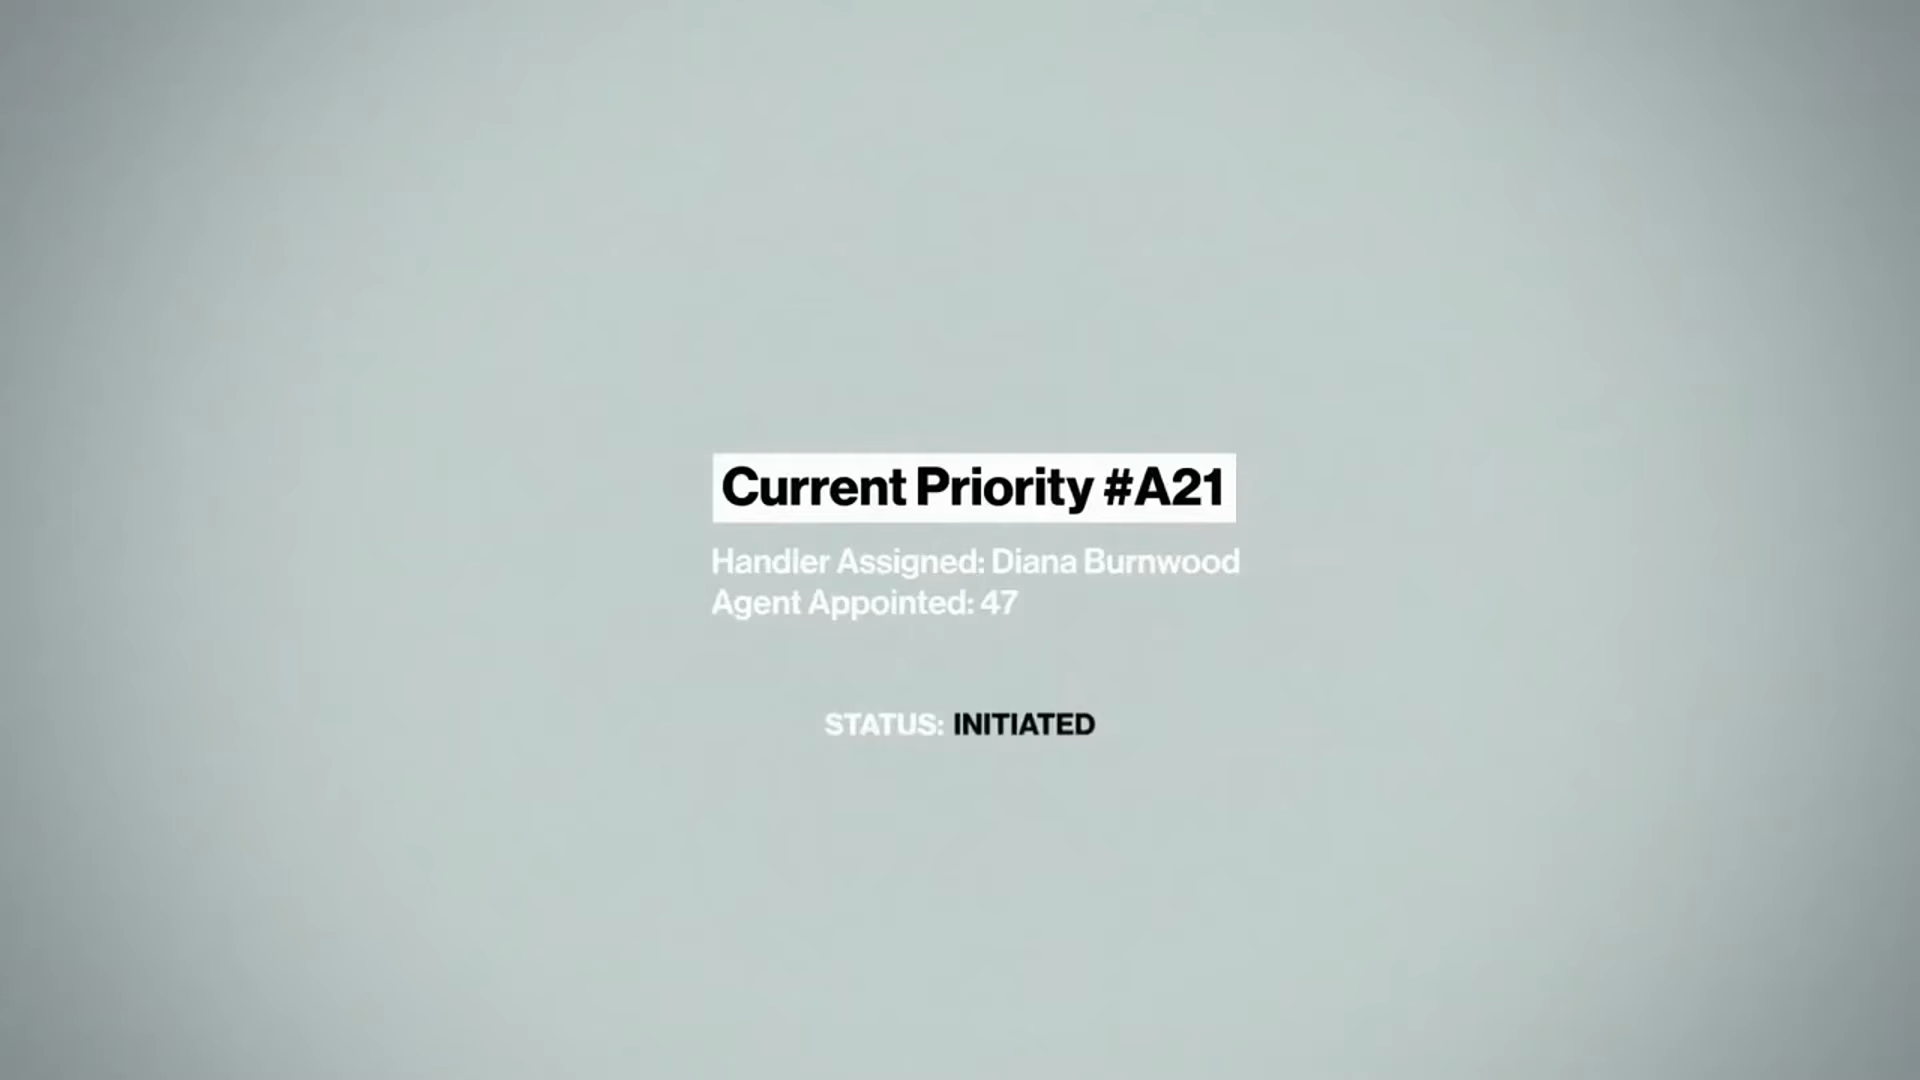 Current Priority #A21
Handler Assigned: Diana Burnwood
Agent Appointed: 47
STATUS: INITIATED